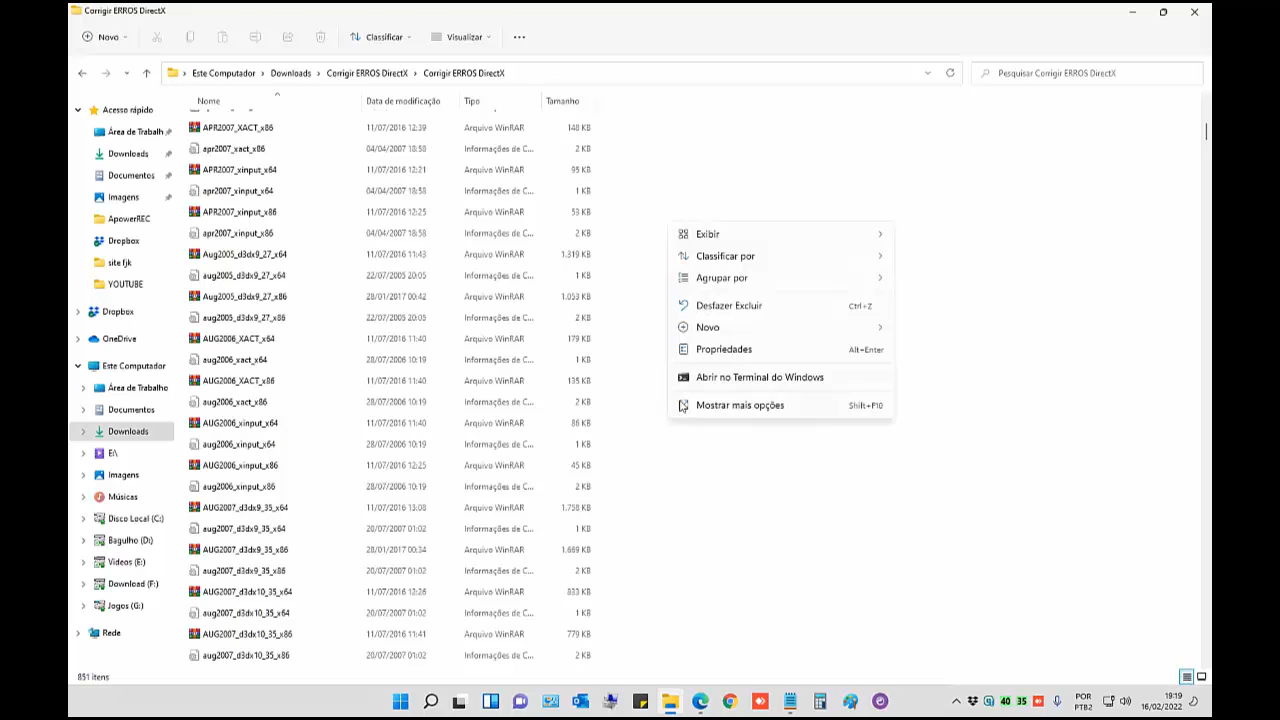 Corrigir ERROS DirectX
Novo
Classificar
Visualizar
Este Computador > Downloads > Corrigir ERROS DirectX > Corrigir ERROS DirectX
Pesquisar Corrigir ERROS DirectX
Acesso rápido
Área de Trabalh
Downloads
Documentos
Imagens
ApowerREC
Dropbox
site fjk
YOUTUBE
Dropbox
OneDrive
Este Computador
Área de Trabalho
Documentos
Downloads
E:\
Imagens
Músicas
Disco Local (C:)
Bagulho (D:)
Videos (E:)
Download (F:)
Jogos (G:)
Rede
Nome Data de modificação Tipo Tamanho
APR2007_XACT_x86 11/07/2016 12:39 Arquivo WinRAR 148 KB
apr2007_xact_x86 04/04/2007 18:58 Informações de C... 2 KB
APR2007_xinput_x64 11/07/2016 12:21 Arquivo WinRAR 95 KB
apr2007_xinput_x64 04/04/2007 18:58 Informações de C... 1 KB
APR2007_xinput_x86 11/07/2016 12:25 Arquivo WinRAR 53 KB
apr2007_xinput_x86 04/04/2007 18:58 Informações de C... 2 KB
Aug2005_d3dx9_27_x64 11/07/2016 11:43 Arquivo WinRAR 1.319 KB
aug2005_d3dx9_27_x64 22/07/2005 20:05 Informações de C... 1 KB
Aug2005_d3dx9_27_x86 28/01/2017 00:42 Arquivo WinRAR 1.053 KB
aug2005_d3dx9_27_x86 22/07/2005 20:05 Informações de C... 2 KB
AUG2006_XACT_x64 11/07/2016 11:40 Arquivo WinRAR 179 KB
aug2006_xact_x64 28/07/2006 10:19 Informações de C... 1 KB
AUG2006_XACT_x86 11/07/2016 11:40 Arquivo WinRAR 135 KB
aug2006_xact_x86 28/07/2006 10:19 Informações de C... 2 KB
AUG2006_xinput_x64 11/07/2016 11:40 Arquivo WinRAR 86 KB
aug2006_xinput_x64 28/07/2006 10:19 Informações de C... 1 KB
AUG2006_xinput_x86 11/07/2016 12:25 Arquivo WinRAR 45 KB
aug2006_xinput_x86 28/07/2006 10:19 Informações de C... 2 KB
AUG2007_d3dx9_35_x64 11/07/2016 13:08 Arquivo WinRAR 1.758 KB
aug2007_d3dx9_35_x64 20/07/2007 01:02 Informações de C... 1 KB
AUG2007_d3dx9_35_x86 28/01/2017 00:34 Arquivo WinRAR 1.669 KB
aug2007_d3dx9_35_x86 20/07/2007 01:02 Informações de C... 2 KB
AUG2007_d3dx10_35_x64 11/07/2016 12:26 Arquivo WinRAR 833 KB
aug2007_d3dx10_35_x64 20/07/2007 01:02 Informações de C... 1 KB
AUG2007_d3dx10_35_x86 11/07/2016 11:41 Arquivo WinRAR 779 KB
aug2007_d3dx10_35_x86 20/07/2007 01:02 Informações de C... 2 KB
Exibir
Classificar por
Agrupar por
Desfazer Excluir Ctrl+Z
Novo
Propriedades Alt+Enter
Abrir no Terminal do Windows
Mostrar mais opções Shift+F10
851 itens
40 35
POR
PTB2
19:19
16/02/2022